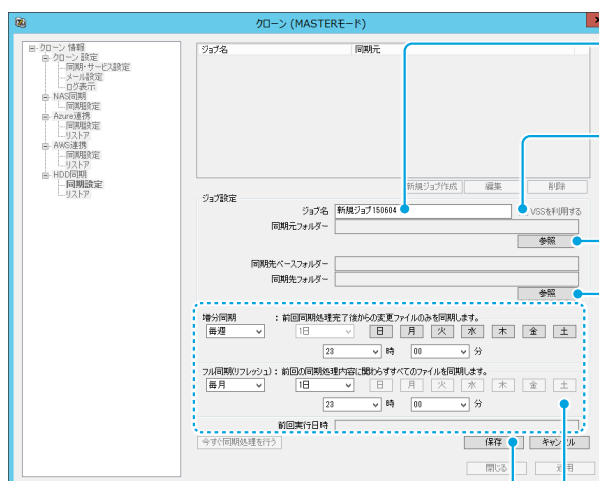 クローン (MASTERモード)
クローン 情報
クローン 設定
同期・サービス設定
メール設定
ログ表示
NAS同期
同期設定
Azure連携
同期設定
リストア
AWS連携
同期設定
リストア
HDD同期
同期設定
リストア
ジョブ名 同期元
新規ジョブ作成 編集 削除
ジョブ設定
ジョブ名 新規ジョブ150604 VSSを利用する
同期元フォルダー
参照
同期先ベースフォルダー
同期先フォルダー
参照
増分同期 : 前回同期処理完了後からの変更ファイルのみを同期します。
毎週 1日 日 月 火 水 木 金 土
23 時 00 分
フル同期(リフレッシュ) : 前回の同期処理内容に関わらずすべてのファイルを同期します。
毎月 1日 日 月 火 水 木 金 土
23 時 00 分
前回実行日時
今すぐ同期処理を行う 保存 キャンセル
閉じる 適用